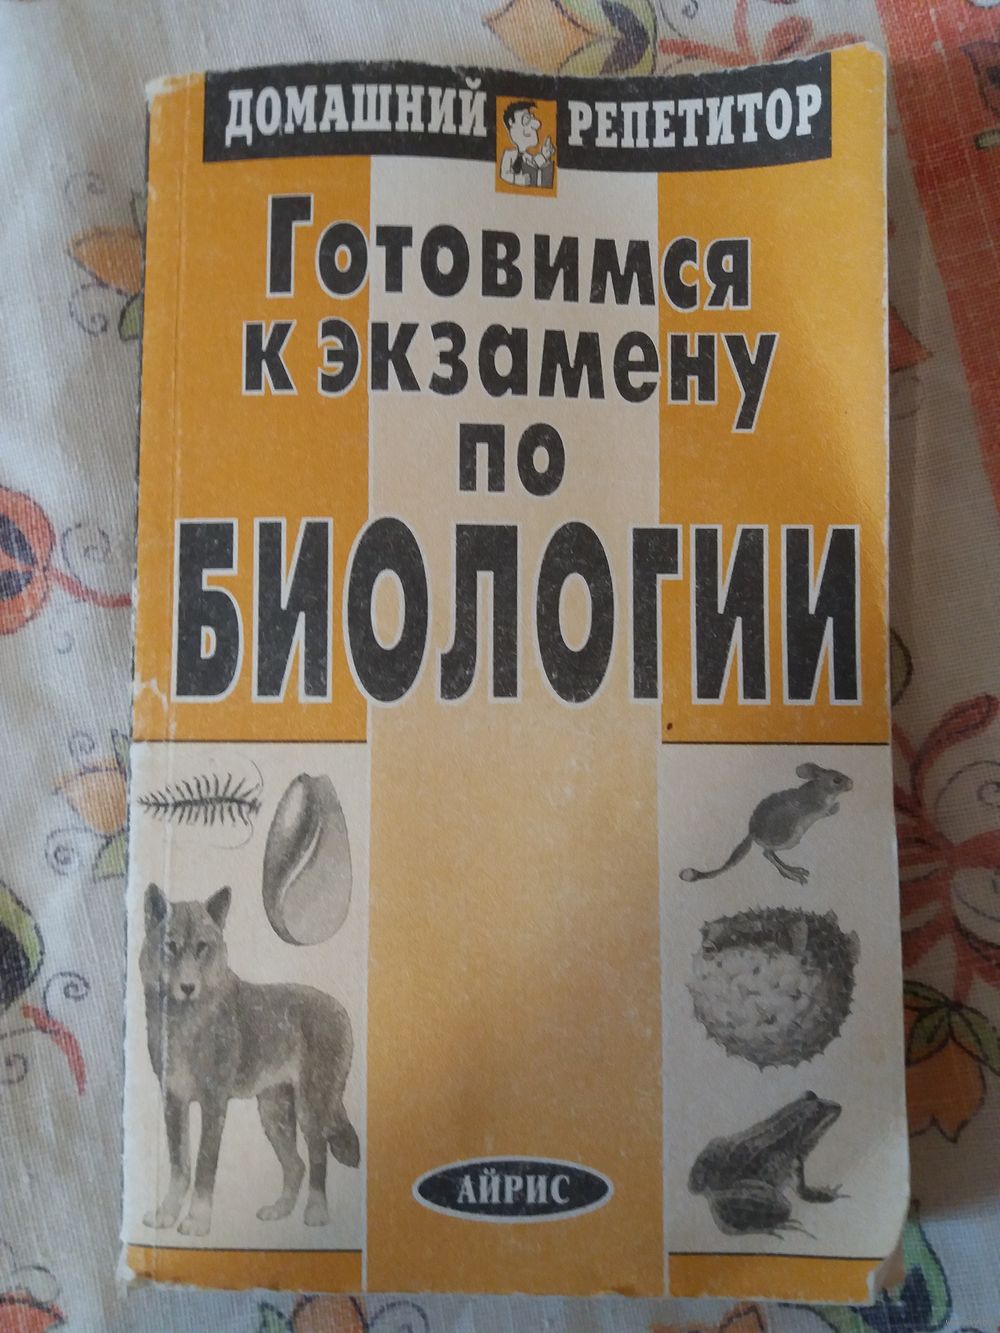 ДОМАШНИЙ РЕПЕТИТОР
Готовимся
к экзамену
по
БИОЛОГИИ
АЙРИС